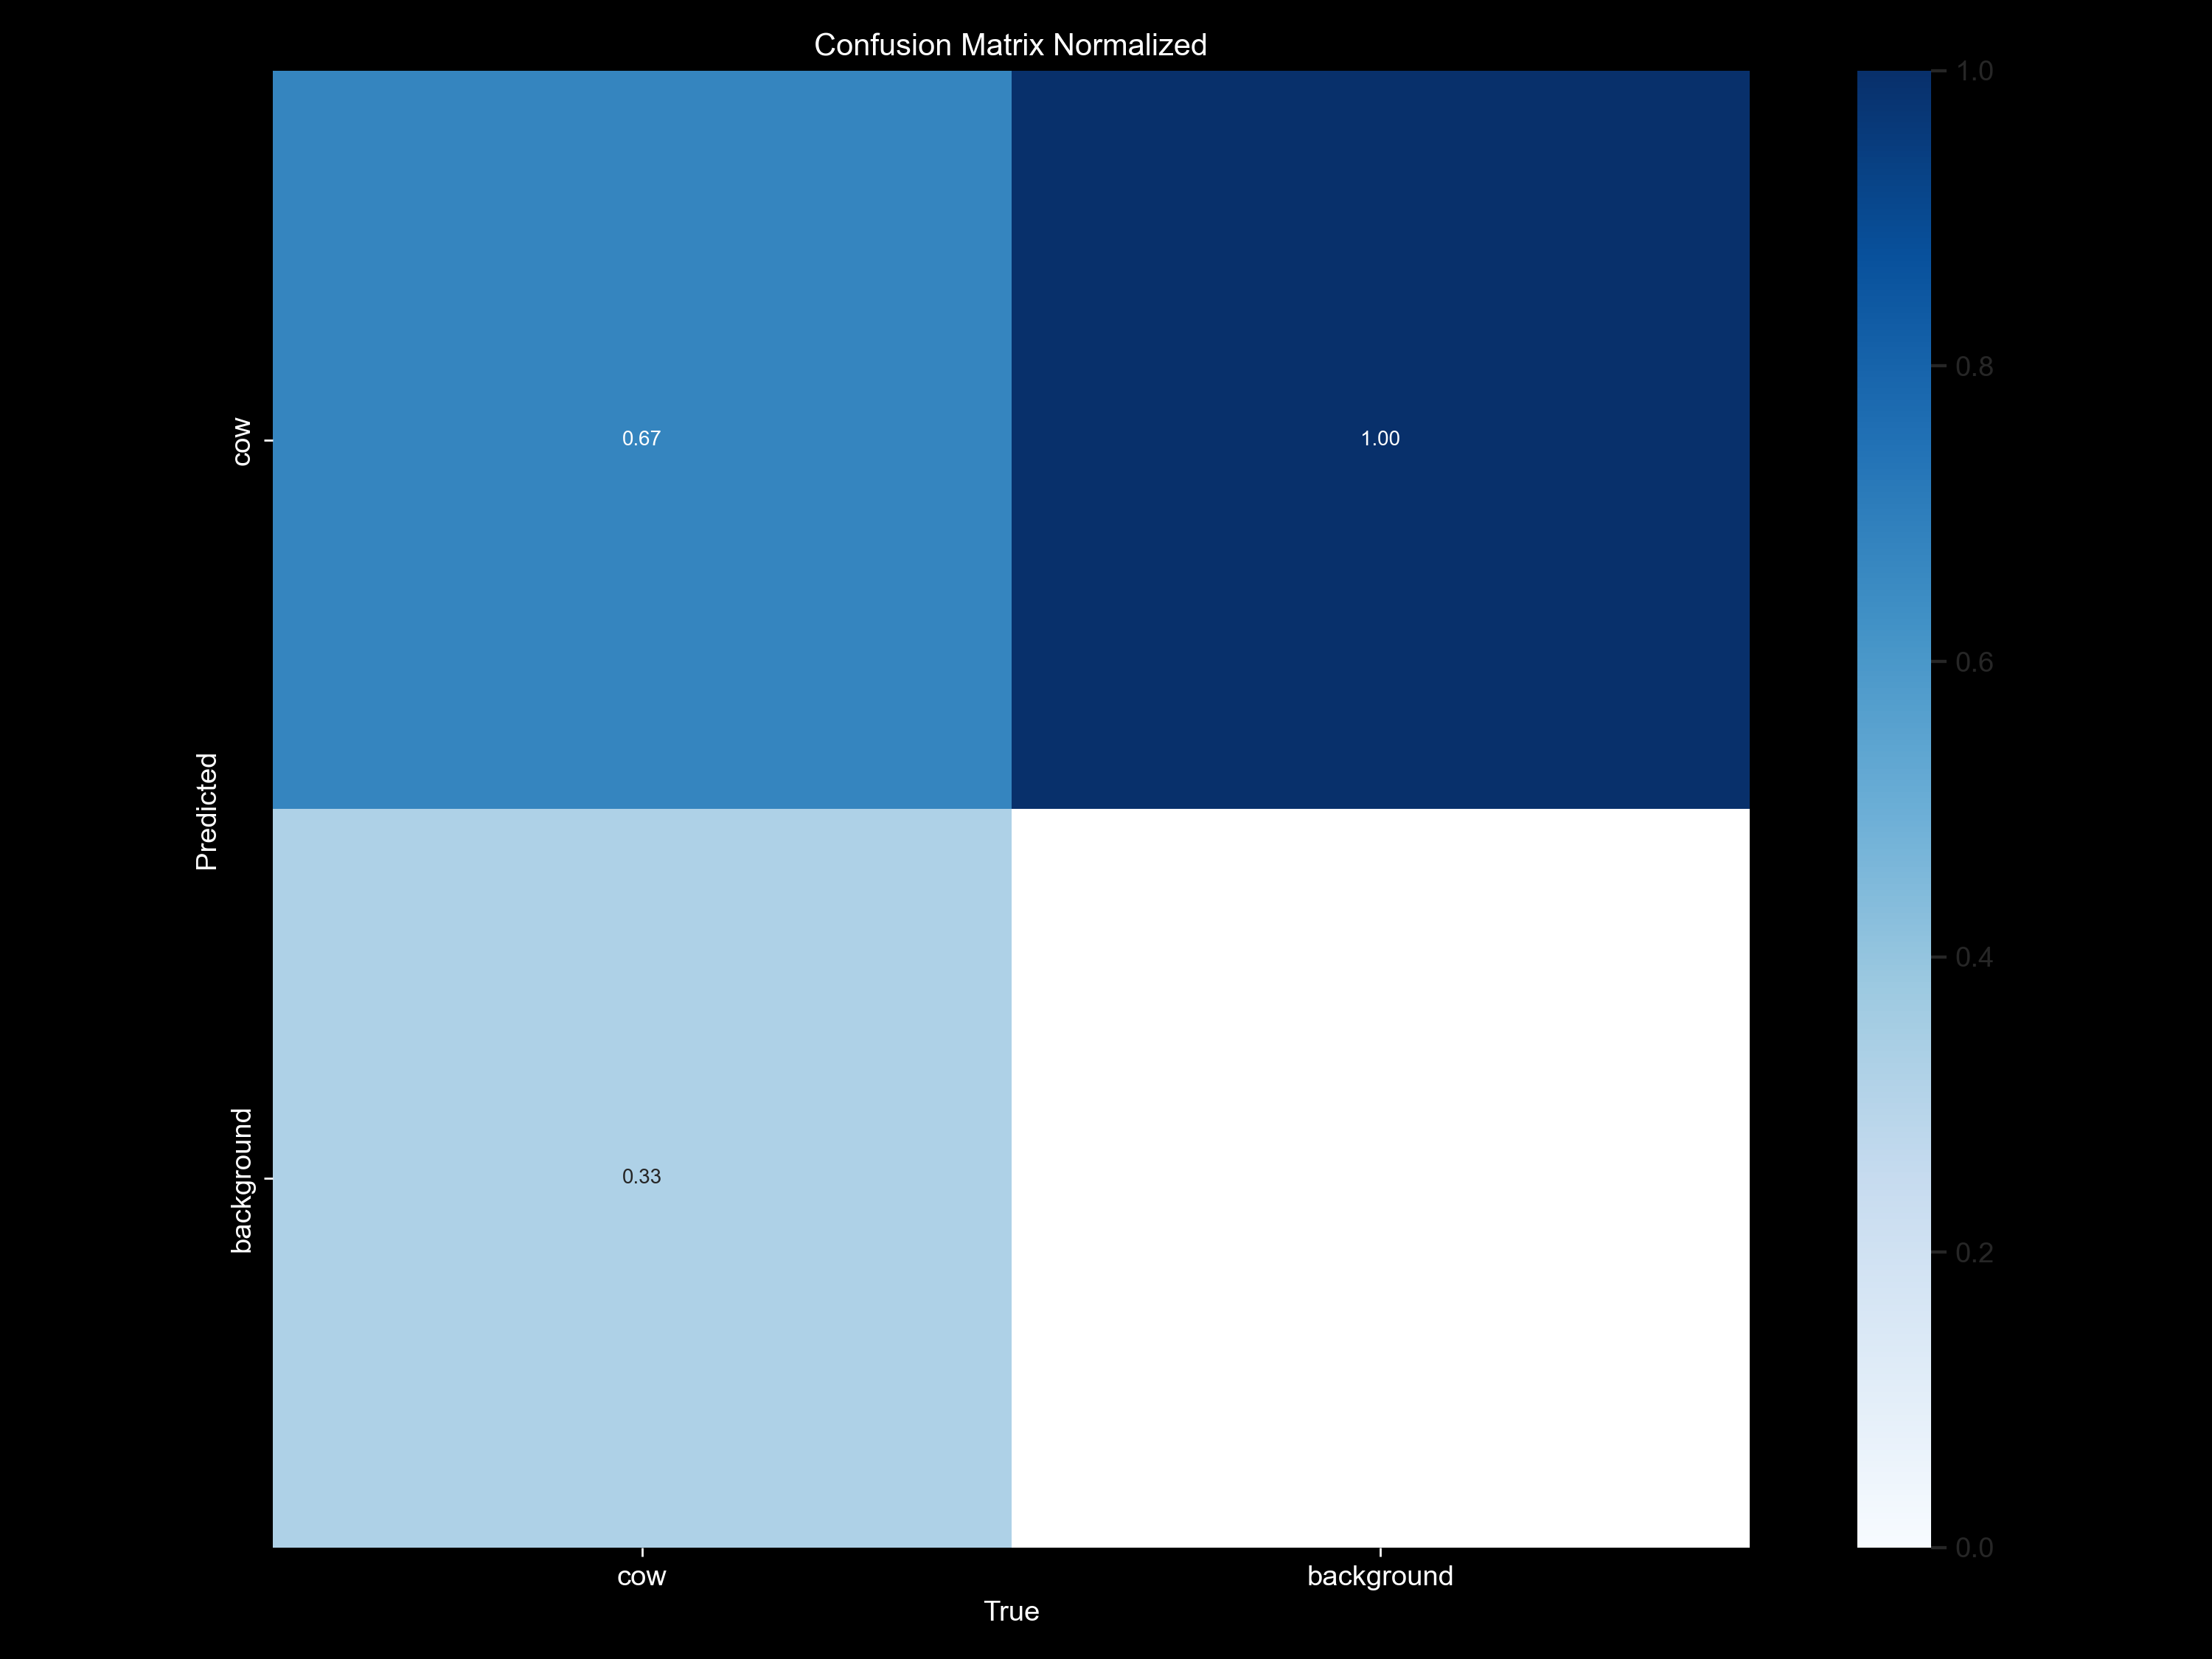 Confusion Matrix Normalized
1.0
0.8
0.6
0.4
0.2
0.0
Predicted
cow
background
0.67
1.00
0.33
cow
background
True